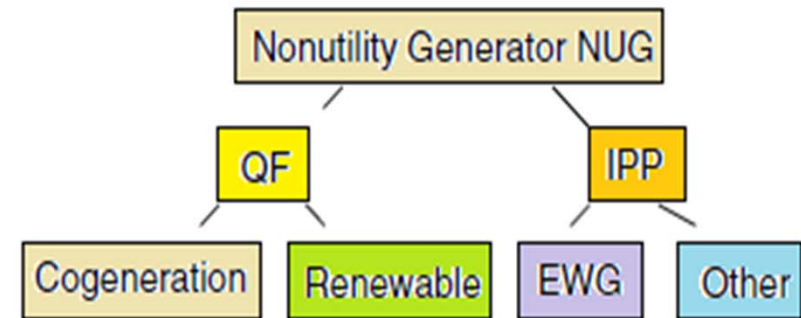 Nonutility Generator NUG
QF
IPP
Cogeneration
Renewable
EWG
Other